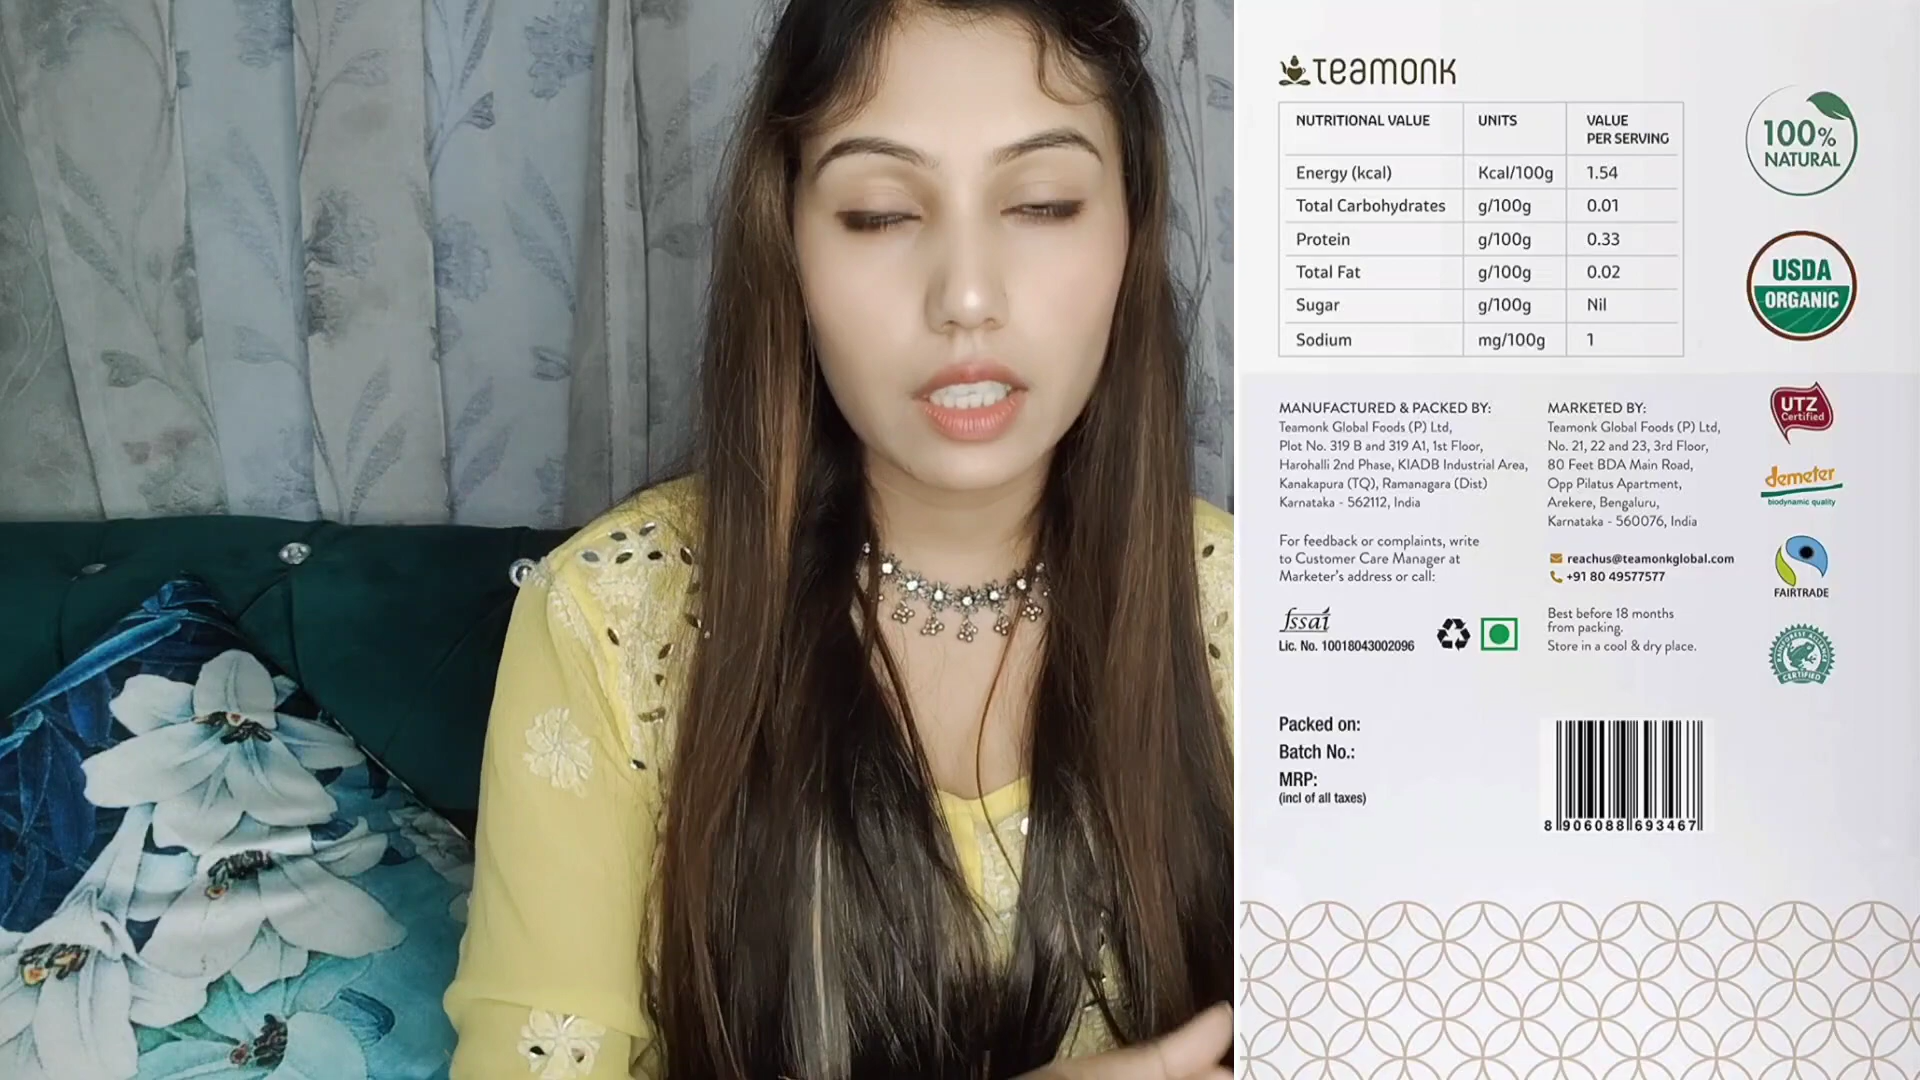 teamonk
NUTRITIONAL VALUE UNITS VALUE PER SERVING
Energy (kcal) Kcal/100g 1.54
Total Carbohydrates g/100g 0.01
Protein g/100g 0.33
Total Fat g/100g 0.02
Sugar g/100g Nil
Sodium mg/100g 1
100%
NATURAL
USDA
ORGANIC
MANUFACTURED & PACKED BY:
Teamonk Global Foods (P) Ltd,
Plot No. 319 B and 319 A1, 1st Floor,
Harohalli 2nd Phase, KIADB Industrial Area,
Kanakapura (TQ), Ramanagara (Dist)
Karnataka - 562112, India
For feedback or complaints, write
to Customer Care Manager at
Marketer's address or call:
fssai
Lic. No. 10018043002096
MARKETED BY:
Teamonk Global Foods (P) Ltd,
No. 21, 22 and 23, 3rd Floor,
80 Feet BDA Main Road,
Opp Pilatus Apartment,
Arekere, Bengaluru,
Karnataka - 560076, India
reachus@teamonkglobal.com
+91 80 49577577
Best before 18 months
from packing.
Store in a cool & dry place.
UTZ
Certified
demeter
biodynamic quality
FAIRTRADE
RAINFOREST ALLIANCE
CERTIFIED
Packed on:
Batch No.:
MRP:
(incl of all taxes)
8 906088 693467